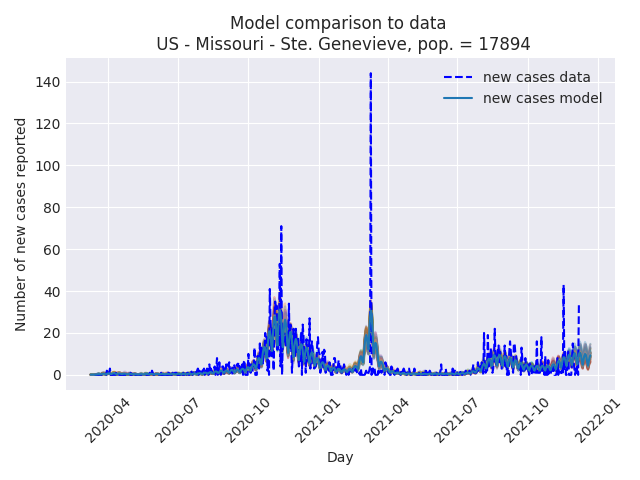 Model comparison to data
US - Missouri - Ste. Genevieve, pop. = 17894
new cases data
new cases model
Number of new cases reported
140
120
100
80
60
40
20
0
2020-04
2020-07
2020-10
2021-01
2021-04
2021-07
2021-10
2022-01
Day